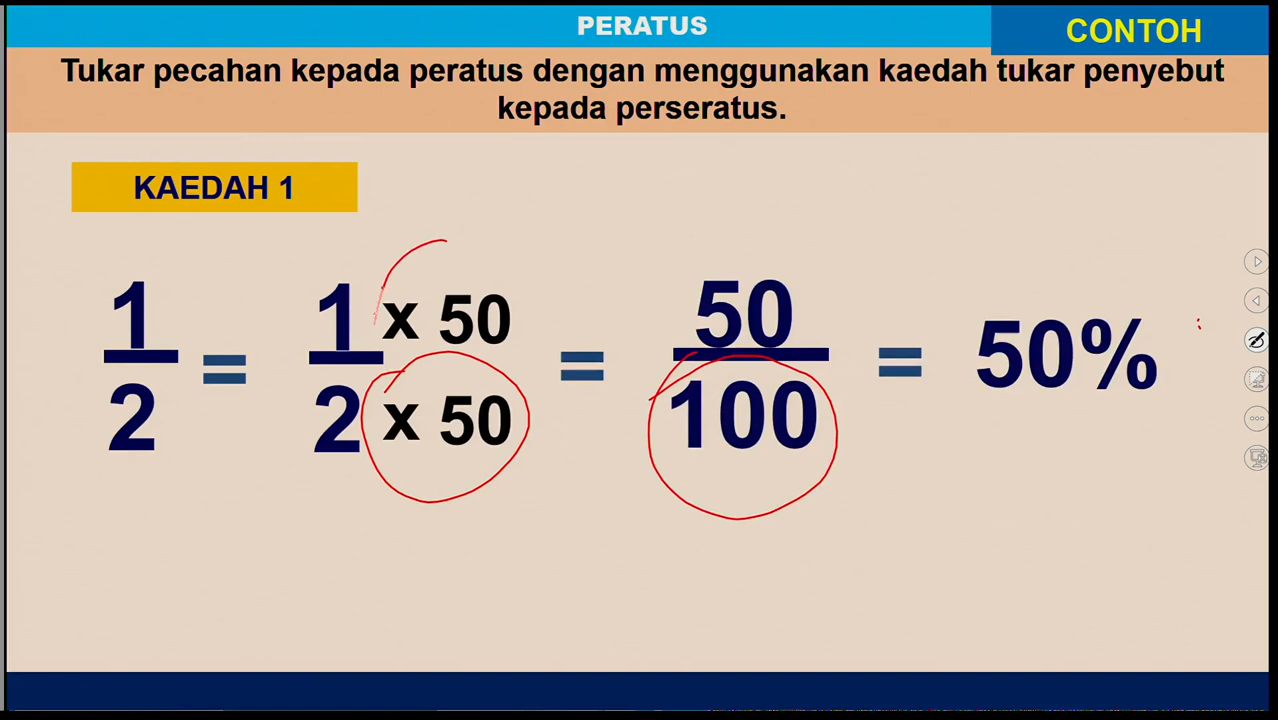 PERATUS
CONTOH
Tukar pecahan kepada peratus dengan menggunakan kaedah tukar penyebut
kepada perseratus.
KAEDAH 1
1/2 = 1 x 50/2 x 50 = 50/100 = 50%